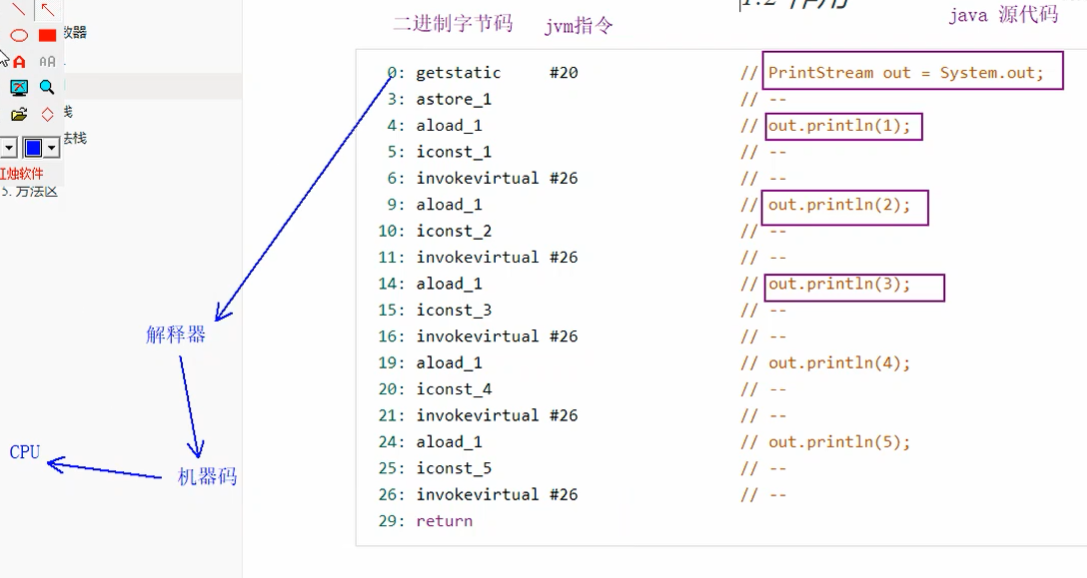 1.2 作用
二进制字节码 jvm指令 java 源代码
0: getstatic #20 // PrintStream out = System.out;
3: astore_1 // --
4: aload_1 // out.println(1);
5: iconst_1 // --
6: invokevirtual #26 // --
9: aload_1 // out.println(2);
10: iconst_2 // --
11: invokevirtual #26 // --
14: aload_1 // out.println(3);
15: iconst_3 // --
16: invokevirtual #26 // --
19: aload_1 // out.println(4);
20: iconst_4 // --
21: invokevirtual #26 // --
24: aload_1 // out.println(5);
25: iconst_5 // --
26: invokevirtual #26 // --
29: return
解释器
机器码
CPU
A AA
数器
栈
法栈
烛软件
5. 方法区